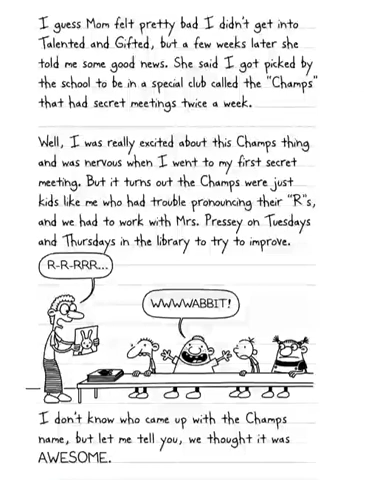 I guess Mom felt pretty bad I didn't get into
Talented and Gifted, but a few weeks later she
told me some good news. She said I got picked by
the school to be in a special club called the "Champs"
that had secret meetings twice a week.
Well, I was really excited about this Champs thing
and was nervous when I went to my first secret
meeting. But it turns out the Champs were just
kids like me who had trouble pronouncing their "R"s,
and we had to work with Mrs. Pressey on Tuesdays
and Thursdays in the library to try to improve.
R-R-RRR...
WWWWABBIT!
I don't know who came up with the Champs
name, but let me tell you, we thought it was
AWESOME.